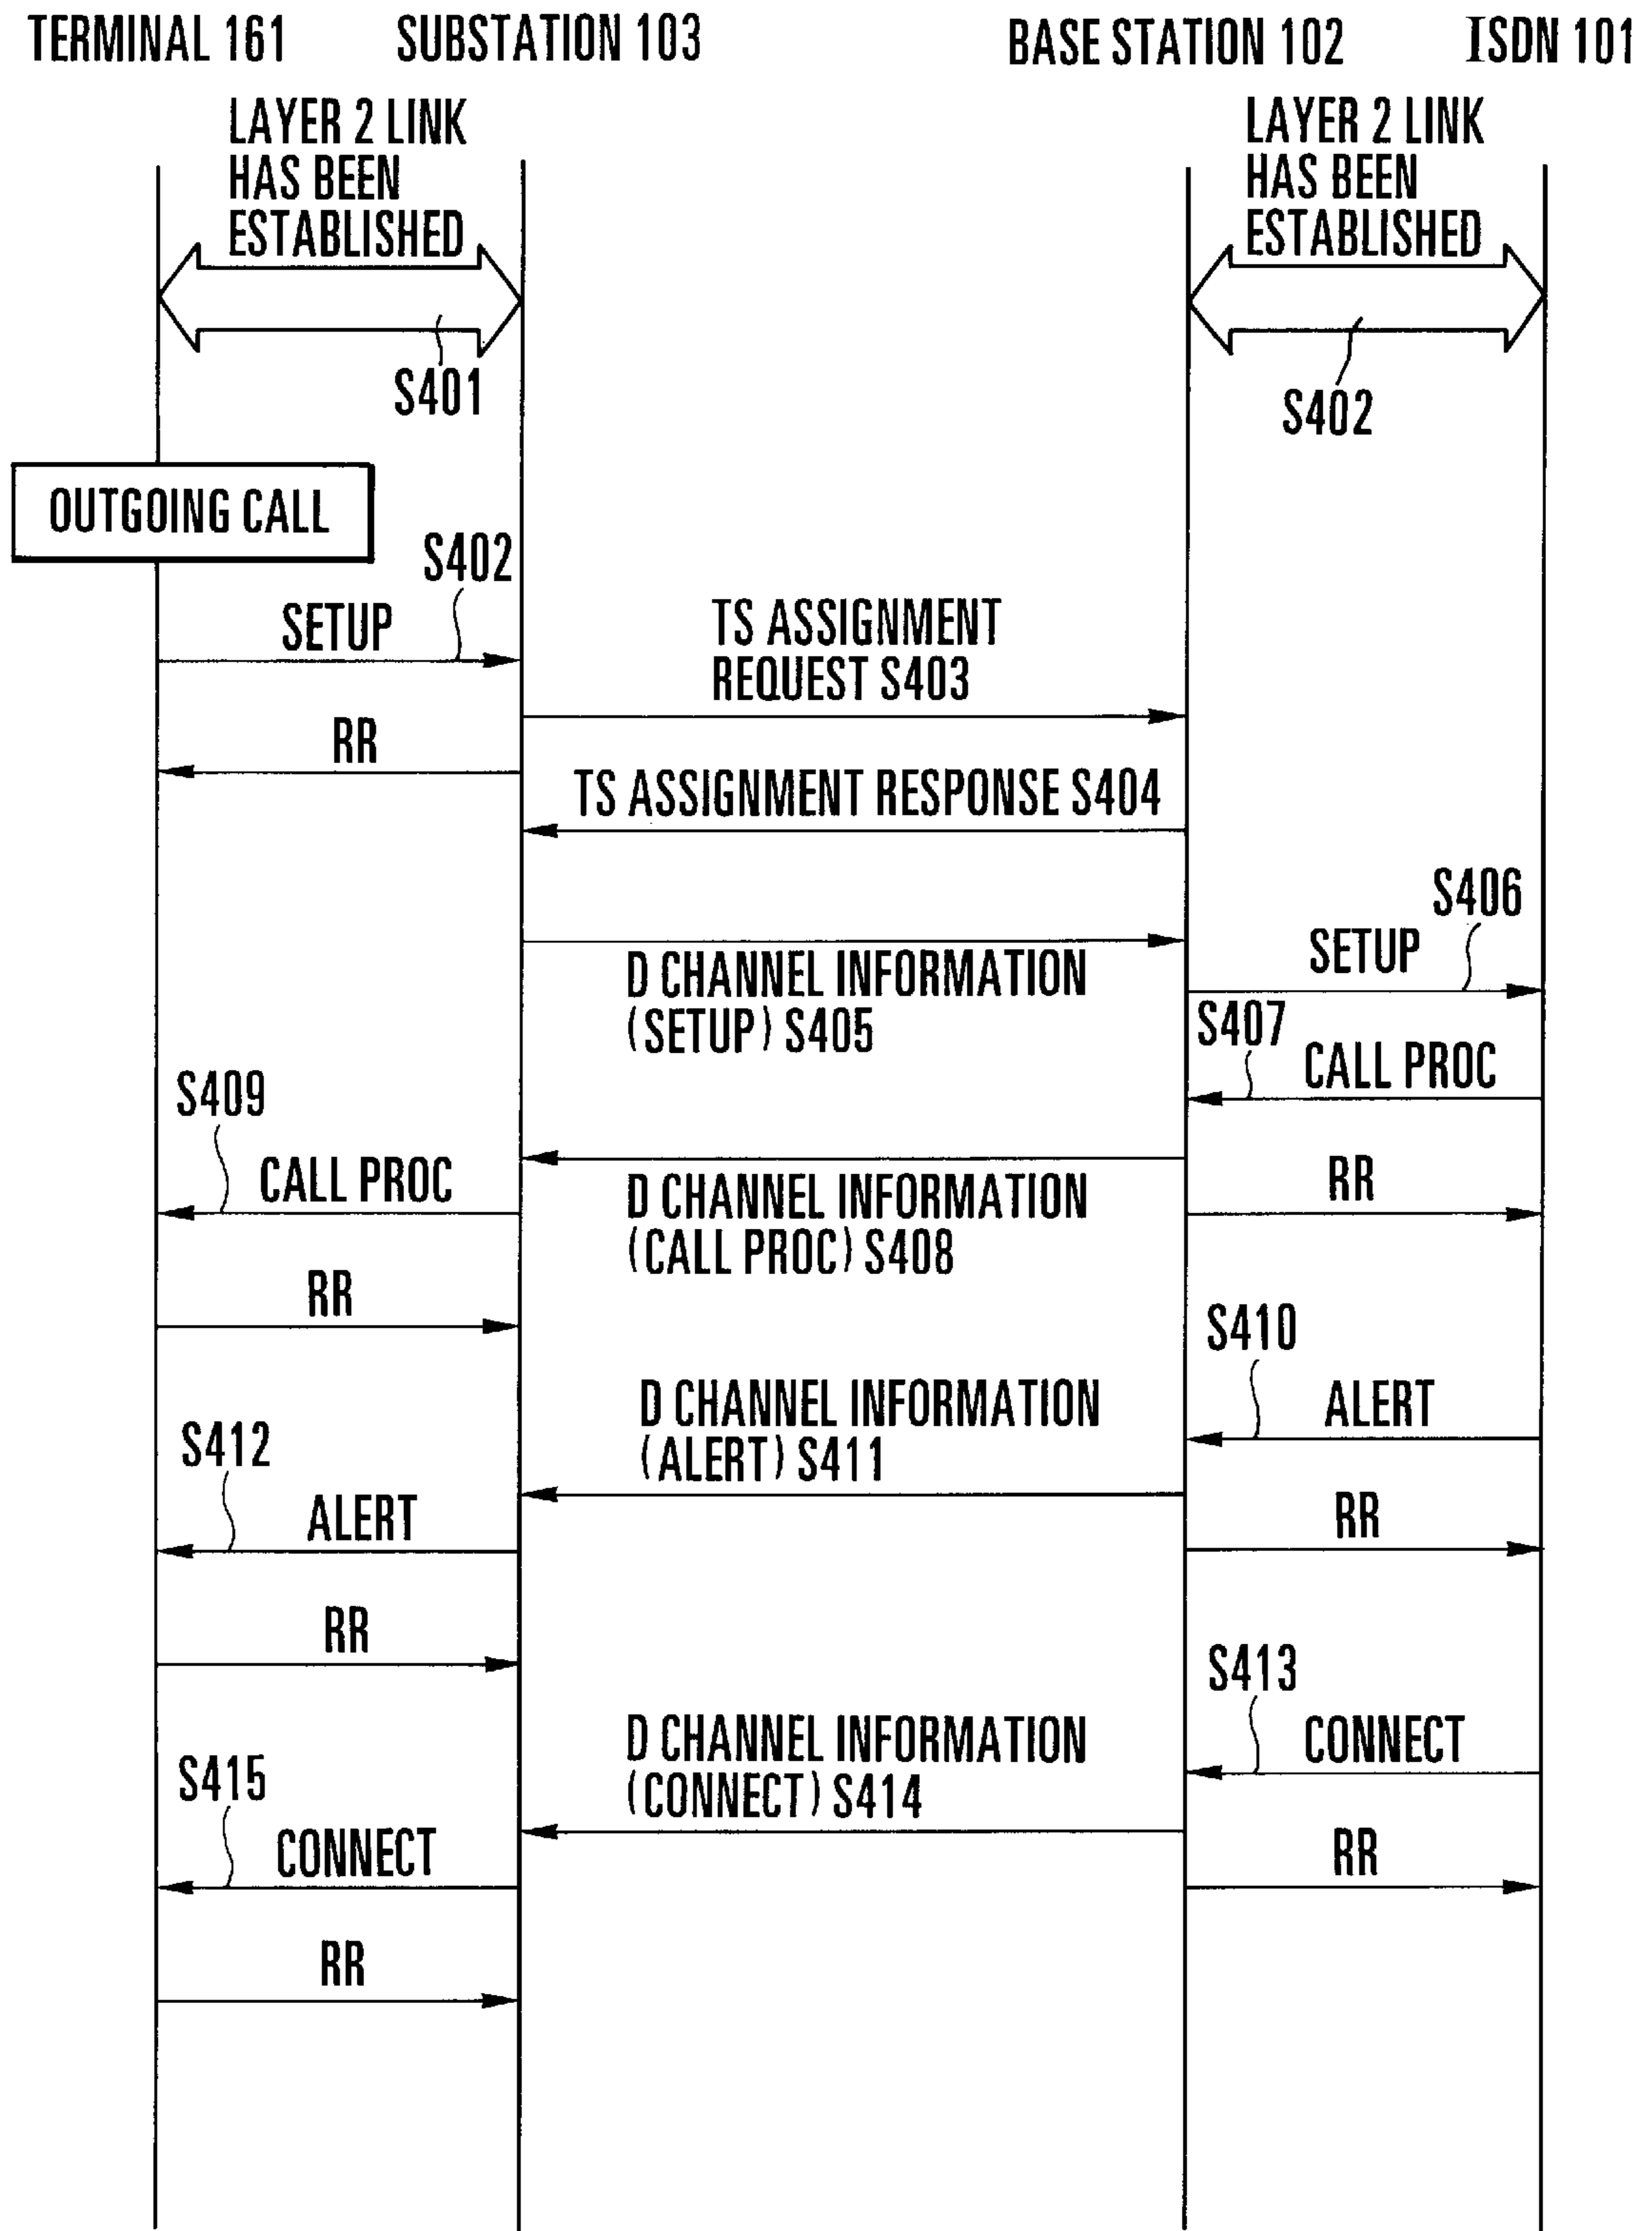 TERMINAL 161 SUBSTATION 103 BASE STATION 102 ISDN 101
LAYER 2 LINK
HAS BEEN
ESTABLISHED
LAYER 2 LINK
HAS BEEN
ESTABLISHED
S401
S402
OUTGOING CALL
S402
SETUP
TS ASSIGNMENT
REQUEST S403
RR
TS ASSIGNMENT RESPONSE S404
S406
SETUP
D CHANNEL INFORMATION
(SETUP) S405
S407
CALL PROC
S409
CALL PROC
D CHANNEL INFORMATION
(CALL PROC) S408
RR
RR
S410
ALERT
D CHANNEL INFORMATION
(ALERT) S411
S412
ALERT
RR
RR
S413
CONNECT
D CHANNEL INFORMATION
(CONNECT) S414
S415
CONNECT
RR
RR